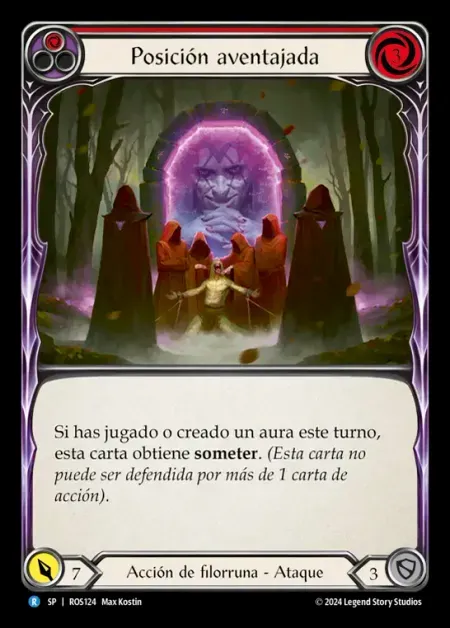 Posición aventajada
3
Si has jugado o creado un aura este turno,
esta carta obtiene someter. (Esta carta no
puede ser defendida por más de 1 carta de
acción).
7
Acción de filorruna - Ataque
3
R SP | ROS124 Max Kostin
© 2024 Legend Story Studios